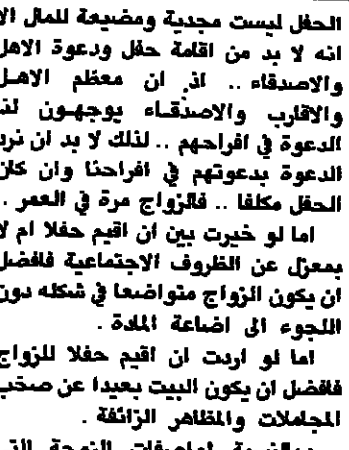 الحفل ليست مجدية ومضيعة للمال الا
انه لا بد من اقامة حفل ودعوة الاهل
والاصدقاء .. اذ ان معظم الاهل
والاقارب والاصدقاء يوجهون لنا
الدعوة في افراحهم .. لذلك لا بد ان نرد
الدعوة بدعوتهم في افراحنا وان كان
الحفل مكلفا .. فالزواج مرة في العمر .
اما لو خيرت بين ان اقيم حفلا ام لا
بمعزل عن الظروف الاجتماعية فافضل
ان يكون الزواج متواضعا في شكله دون
اللجوء الى اضاعة المادة .
اما لو اردت ان اقيم حفلا للزواج
فافضل ان يكون البيت بعيدا عن صخب
المجاملات والمظاهر الزائفة .